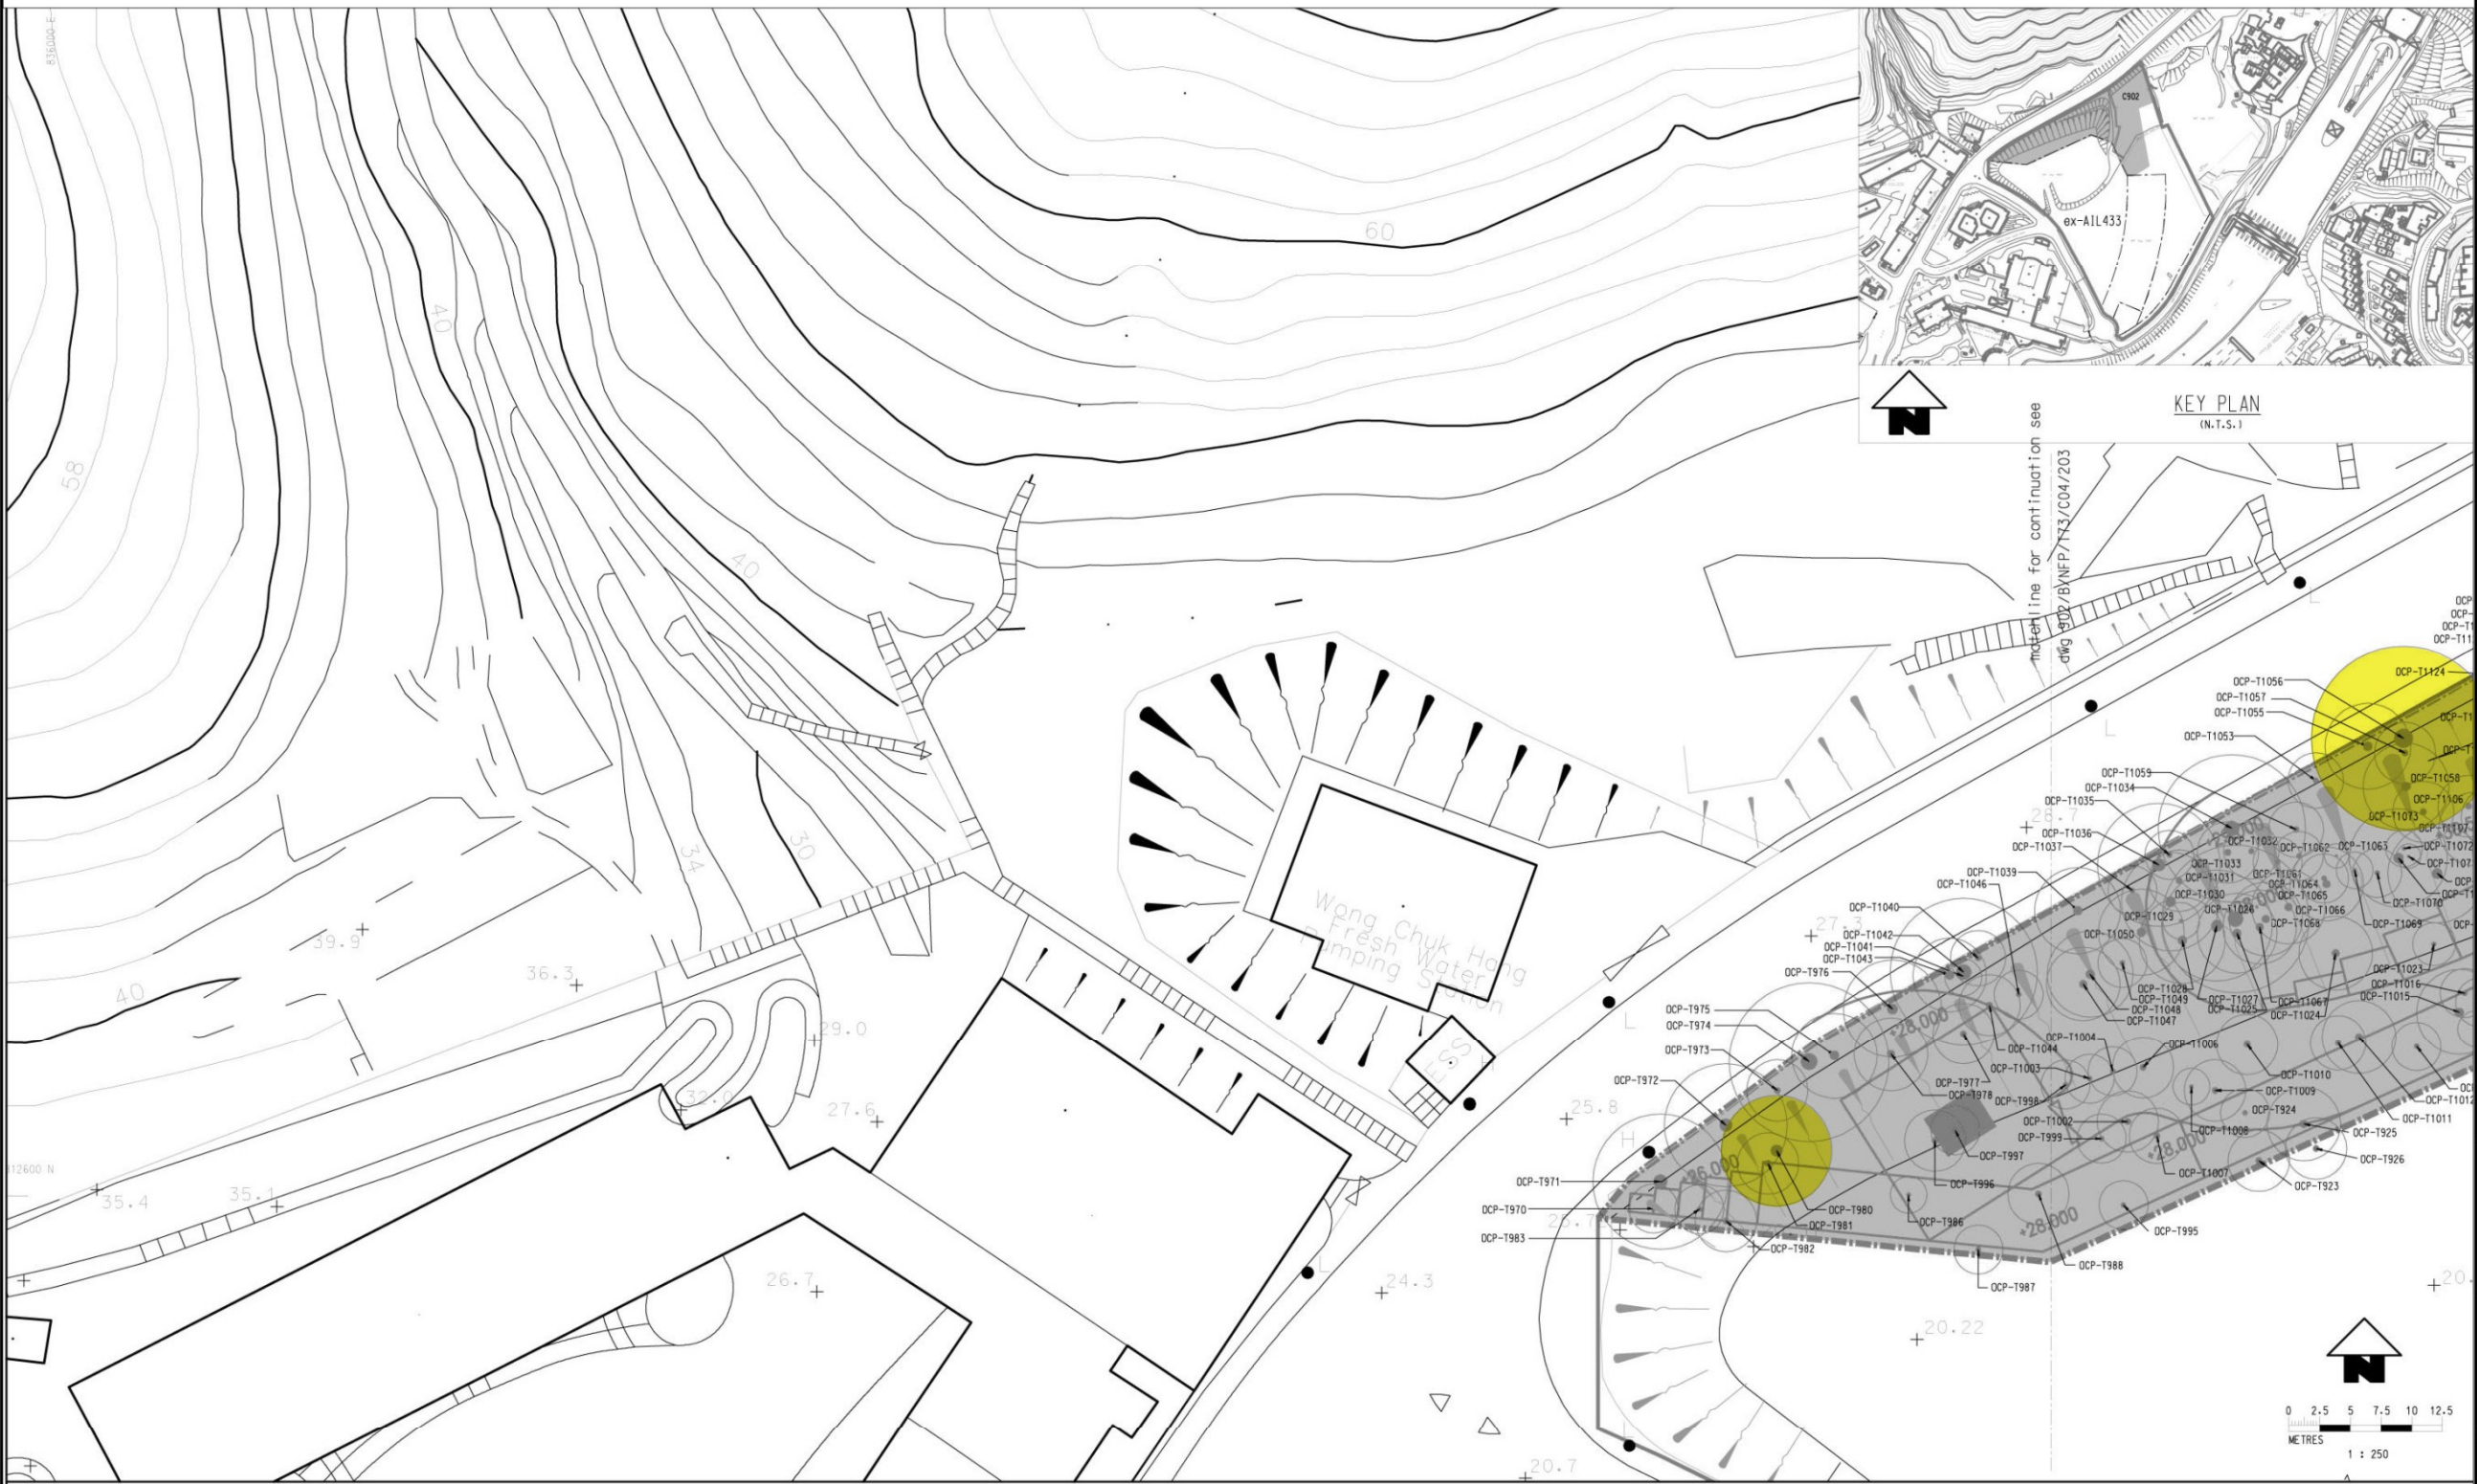 836000 E
58
40
60
C902
ex-AIL433
KEY PLAN
(N.T.S.)
matchline for continuation see
dwg 902/B/NFP/T73/C04/203
40
34
30
39.9
36.3
40
29.0
32.0
27.6
35.4
35.1
26.7
24.3
20.7
20.22
25.8
27.3
28.7
Wong Chuk Hang
Fresh Water
Pumping Station
ESS
H
H
L
L
L
L
OCP-T1124
OCP-T1056
OCP-T1057
OCP-T1055
OCP-T1053
OCP-T1059
OCP-T1034
OCP-T1035
OCP-T1036
OCP-T1037
OCP-T1039
OCP-T1046
OCP-T1040
OCP-T1042
OCP-T1041
OCP-T1043
OCP-T976
OCP-T975
OCP-T974
OCP-T973
OCP-T972
OCP-T971
OCP-T970
OCP-T983
OCP-T1058
OCP-T1073
OCP-T1072
OCP-T1032
OCP-T1062
OCP-T1063
OCP-T1033
OCP-T1031
OCP-T1061
OCP-T1064
OCP-T1030
OCP-T1065
OCP-T1026
OCP-T1066
OCP-T1070
OCP-T1029
OCP-T1068
OCP-T1069
OCP-T1050
OCP-T1023
OCP-T1016
OCP-T1015
OCP-T1028
OCP-T1049
OCP-T1027
OCP-T1067
OCP-T1048
OCP-T1025
OCP-T1024
OCP-T1047
+28.000
OCP-T1004
OCP-T1006
OCP-T1044
OCP-T1003
OCP-T1010
OCP-T977
OCP-T978
OCP-T998
OCP-T1009
OCP-T1012
OCP-T924
OCP-T1011
OCP-T1002
OCP-T999
OCP-T1008
OCP-T925
OCP-T997
+28.000
OCP-T926
OCP-T1007
OCP-T996
OCP-T923
OCP-T980
OCP-T981
OCP-T986
+28.000
OCP-T995
OCP-T982
OCP-T988
OCP-T987
0 2.5 5 7.5 10 12.5
METRES
1 : 250